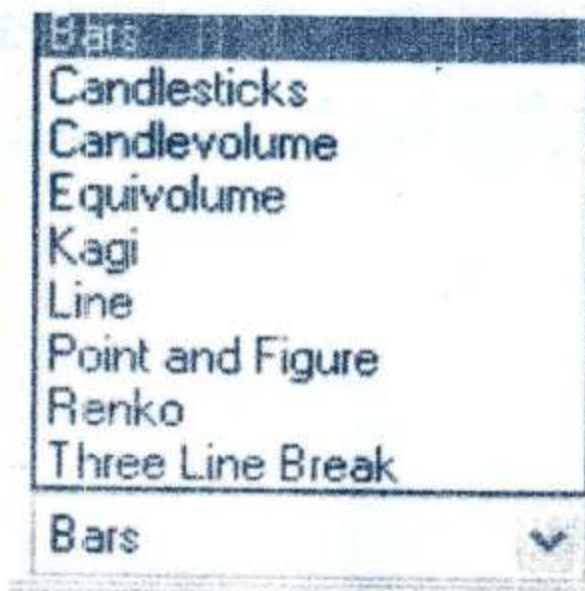 Bars
Candlesticks
Candlevolume
Equivolume
Kagi
Line
Point and Figure
Renko
Three Line Break
Bars